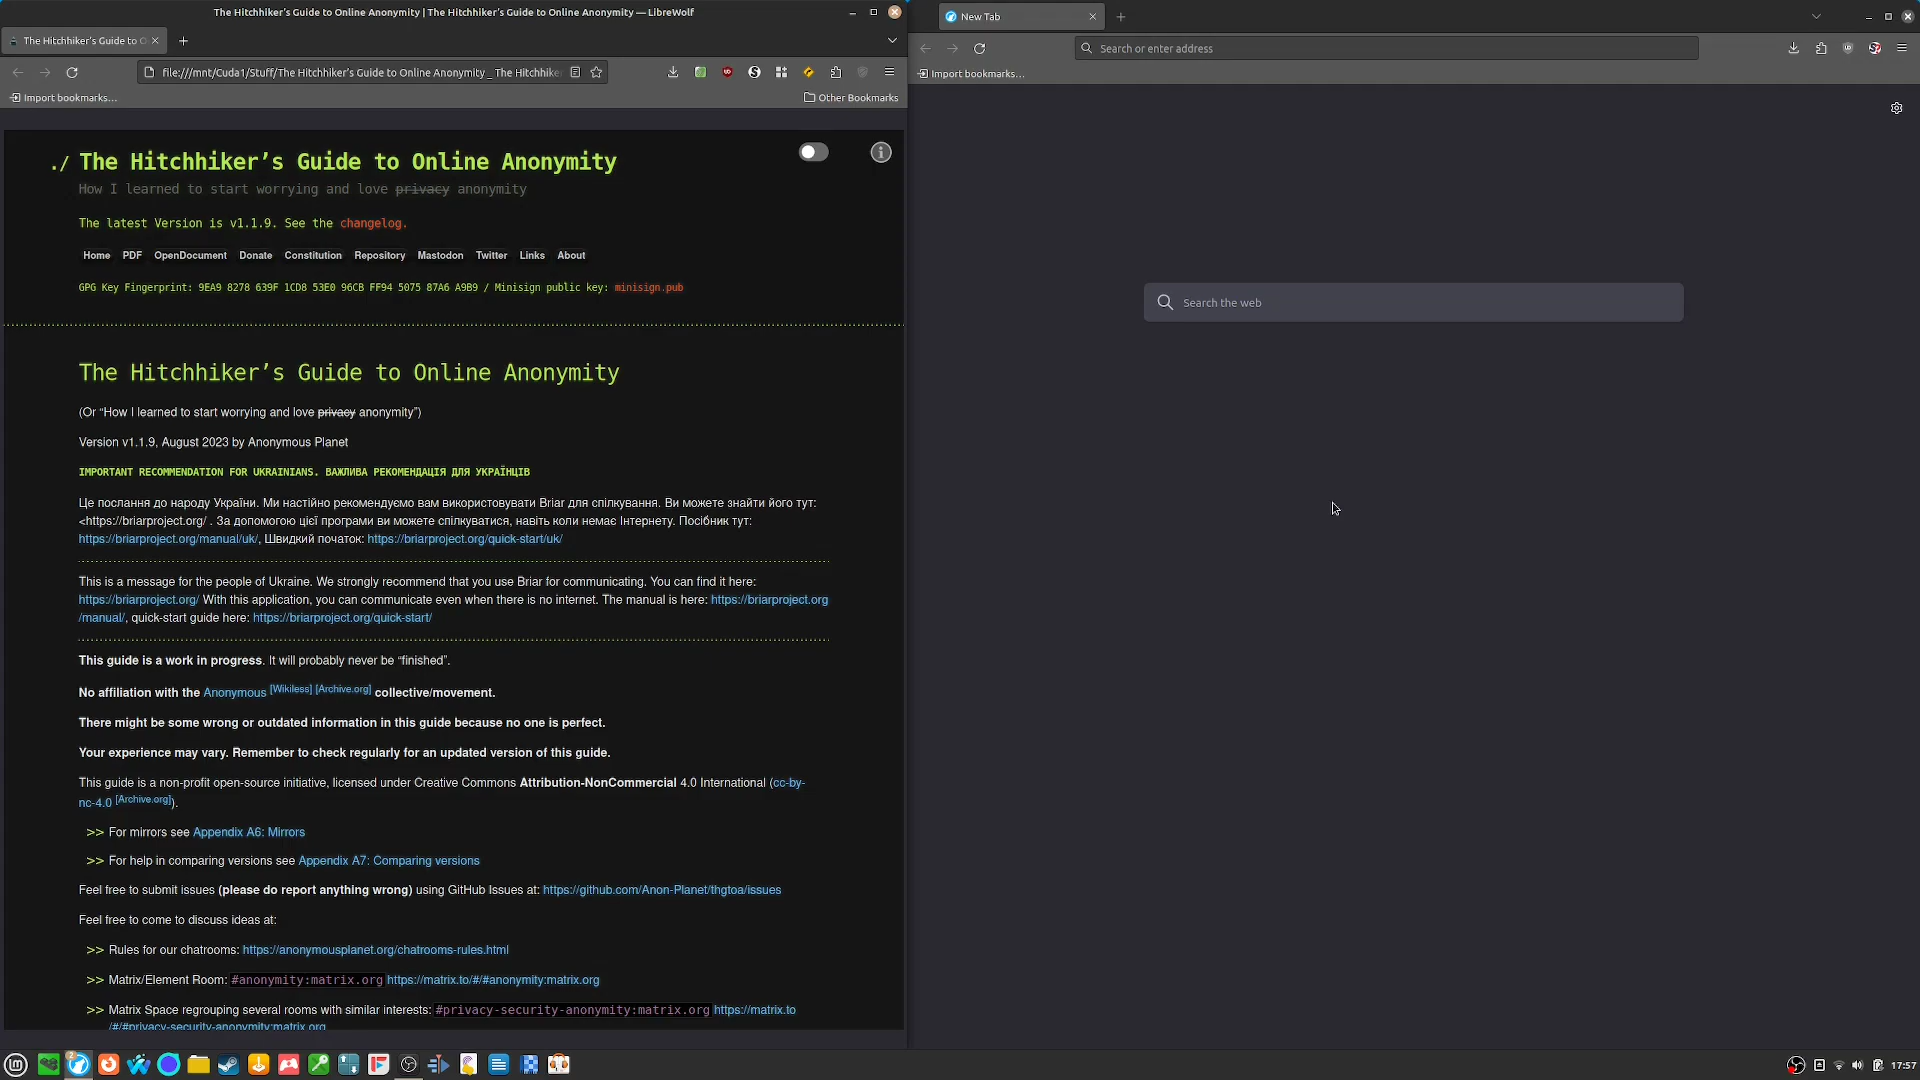 The Hitchhiker's Guide to Online Anonymity | The Hitchhiker's Guide to Online Anonymity — LibreWolf
The Hitchhiker's Guide to O
file:///mnt/Cuda1/Stuff/The Hitchhiker's Guide to Online Anonymity _ The Hitchhike
Import bookmarks...
Other Bookmarks
./ The Hitchhiker's Guide to Online Anonymity
How I learned to start worrying and love privacy anonymity
The latest Version is v1.1.9. See the changelog.
Home PDF OpenDocument Donate Constitution Repository Mastodon Twitter Links About
GPG Key Fingerprint: 9EA9 8278 639F 1CD8 53E0 96CB FF94 5075 87A6 A9B9 / Minisign public key: minisign.pub
The Hitchhiker's Guide to Online Anonymity
(Or “How I learned to start worrying and love privacy anonymity”)
Version v1.1.9, August 2023 by Anonymous Planet
IMPORTANT RECOMMENDATION FOR UKRAINIANS. ВАЖЛИВА РЕКОМЕНДАЦІЯ ДЛЯ УКРАЇНЦІВ
Це послання до народу України. Ми настійно рекомендуємо вам використовувати Briar для спілкування. Ви можете знайти його тут:
<https://briarproject.org/ . За допомогою цієї програми ви можете спілкуватися, навіть коли немає Інтернету. Посібник тут:
https://briarproject.org/manual/uk/, Швидкий початок: https://briarproject.org/quick-start/uk/
This is a message for the people of Ukraine. We strongly recommend that you use Briar for communicating. You can find it here:
https://briarproject.org/ With this application, you can communicate even when there is no internet. The manual is here: https://briarproject.org
/manual/, quick-start guide here: https://briarproject.org/quick-start/
This guide is a work in progress. It will probably never be “finished”.
No affiliation with the Anonymous [Wikiless] [Archive.org] collective/movement.
There might be some wrong or outdated information in this guide because no one is perfect.
Your experience may vary. Remember to check regularly for an updated version of this guide.
This guide is a non-profit open-source initiative, licensed under Creative Commons Attribution-NonCommercial 4.0 International (cc-by-
nc-4.0 [Archive.org]).
>> For mirrors see Appendix A6: Mirrors
>> For help in comparing versions see Appendix A7: Comparing versions
Feel free to submit issues (please do report anything wrong) using GitHub Issues at: https://github.com/Anon-Planet/thgtoa/issues
Feel free to come to discuss ideas at:
>> Rules for our chatrooms: https://anonymousplanet.org/chatrooms-rules.html
>> Matrix/Element Room: #anonymity:matrix.org https://matrix.to/#/#anonymity:matrix.org
>> Matrix Space regrouping several rooms with similar interests: #privacy-security-anonymity:matrix.org https://matrix.to
/#/#privacy-security-anonymity:matrix.org
New Tab
Search or enter address
Import bookmarks...
Search the web
2
17:57